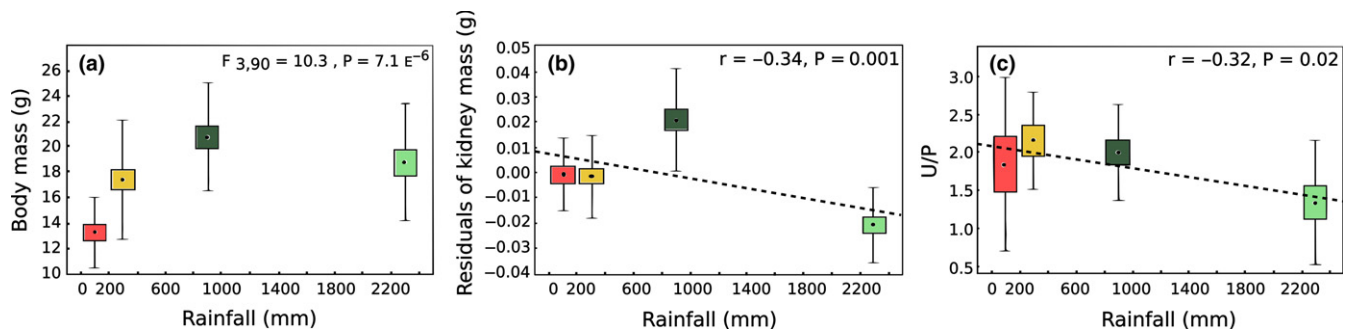 (a)
F 3,90 = 10.3 , P = 7.1 E⁻⁶
Body mass (g)
26
24
22
20
18
16
14
12
10
0 200 600 1000 1400 1800 2200
Rainfall (mm)
(b)
r = −0.34, P = 0.001
Residuals of kidney mass (g)
0.05
0.04
0.03
0.02
0.01
0.00
−0.01
−0.02
−0.03
−0.04
0 200 600 1000 1400 1800 2200
Rainfall (mm)
(c)
r = −0.32, P = 0.02
U/P
3.0
2.5
2.0
1.5
1.0
0.5
0 200 600 1000 1400 1800 2200
Rainfall (mm)